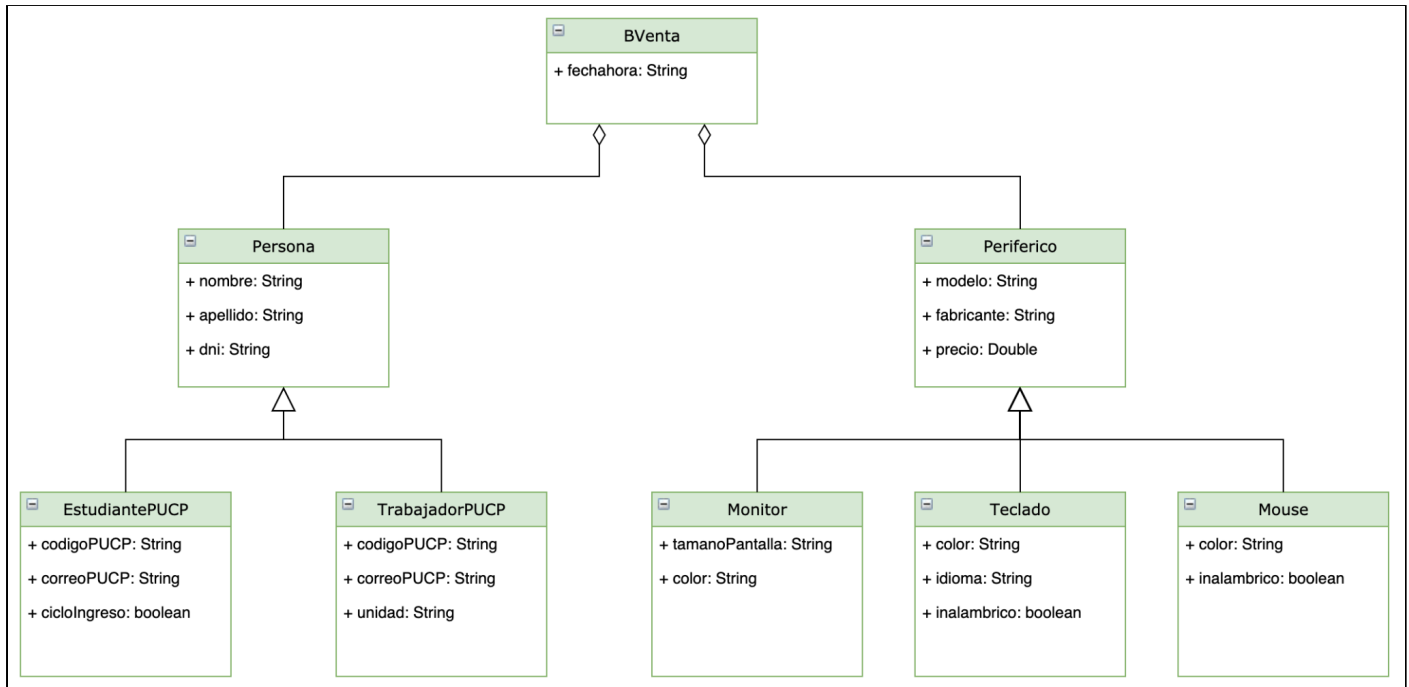 BVenta
+ fechahora: String
Persona
+ nombre: String
+ apellido: String
+ dni: String
Periferico
+ modelo: String
+ fabricante: String
+ precio: Double
EstudiantePUCP
+ codigoPUCP: String
+ correoPUCP: String
+ cicloIngreso: boolean
TrabajadorPUCP
+ codigoPUCP: String
+ correoPUCP: String
+ unidad: String
Monitor
+ tamanoPantalla: String
+ color: String
Teclado
+ color: String
+ idioma: String
+ inalambrico: boolean
Mouse
+ color: String
+ inalambrico: boolean